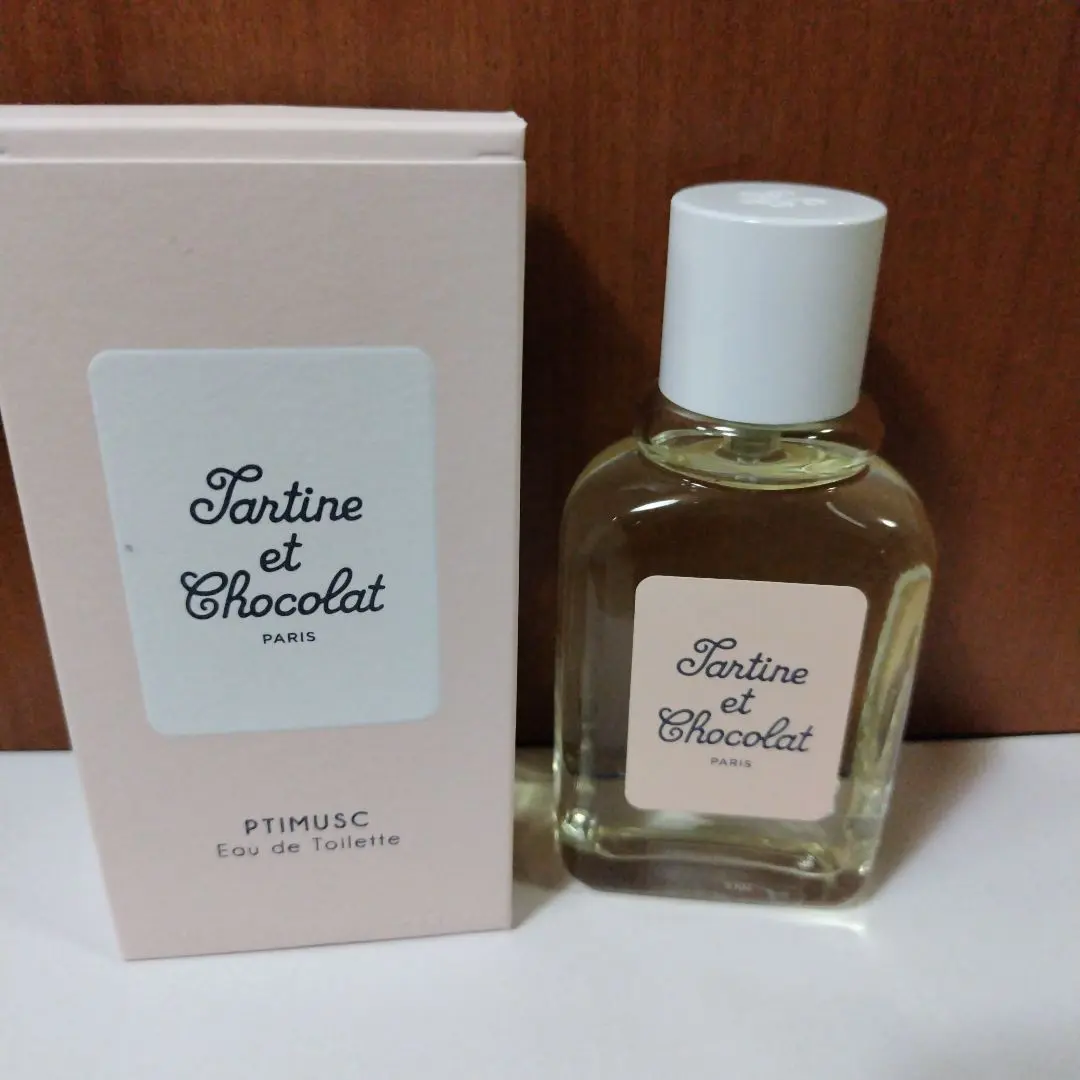 Tartine
et
Chocolat
PARIS
PTIMUSC
Eau de Toilette
Tartine
et
Chocolat
PARIS